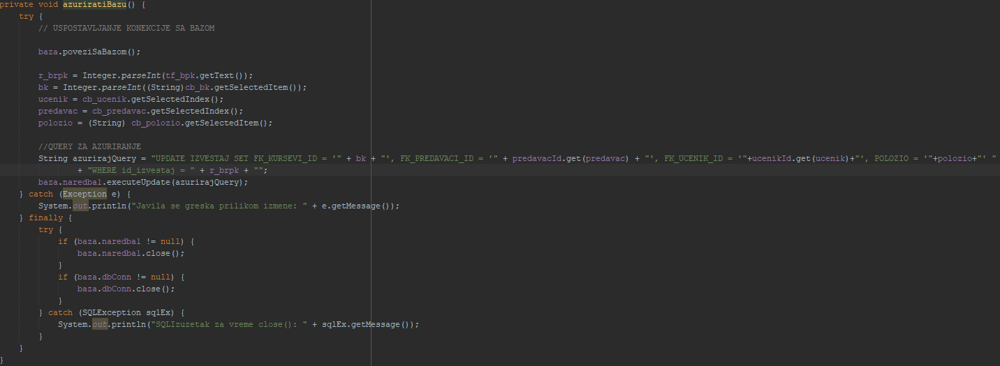 private void azuriratiBazu() {
    try {
        // USPOSTAVLJANJE KONEKCIJE SA BAZOM
        baza.poveziSaBazom();
        r_brpk = Integer.parseInt(tf_bpk.getText());
        bk = Integer.parseInt((String)cb_bk.getSelectedItem());
        ucenik = cb_ucenik.getSelectedIndex();
        predavac = cb_predavac.getSelectedIndex();
        polozio = (String) cb_polozio.getSelectedItem();
        //QUERY ZA AZURIRANJE
        String azurirajQuery = "UPDATE IZVESTAJ SET FK_KURSEVI_ID = '" + bk + "', FK_PREDAVACI_ID = '" + predavacId.get(predavac) + "', FK_UCENIK_ID = '"+ucenikId.get(ucenik)+"', POLOZIO = '"+polozio+"' "
                + "WHERE id_izvestaj = " + r_brpk + "";
        baza.naredba1.executeUpdate(azurirajQuery);
    } catch (Exception e) {
        System.out.println("Javila se greska prilikom izmene: " + e.getMessage());
    } finally {
        try {
            if (baza.naredba1 != null) {
                baza.naredba1.close();
            }
            if (baza.dbConn != null) {
                baza.dbConn.close();
            }
        } catch (SQLException sqlEx) {
            System.out.println("SQLIzuzetak za vreme close(): " + sqlEx.getMessage());
        }
    }
}